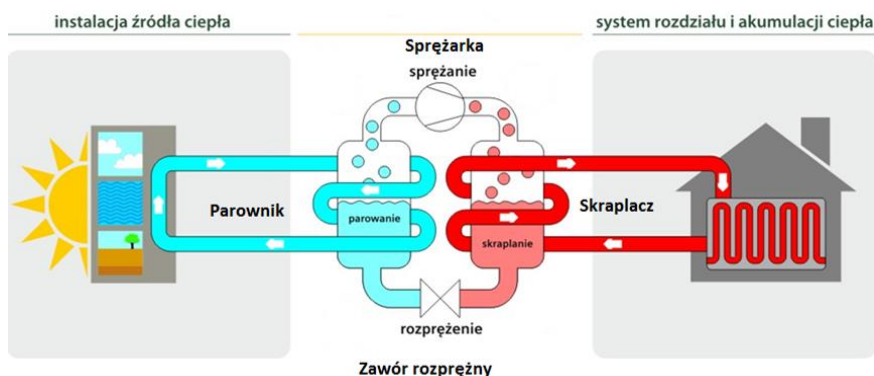 instalacja źródła ciepła
system rozdziału i akumulacji ciepła
Sprężarka
sprężanie
Parownik
parowanie
Skraplacz
skraplanie
rozprężenie
Zawór rozprężny